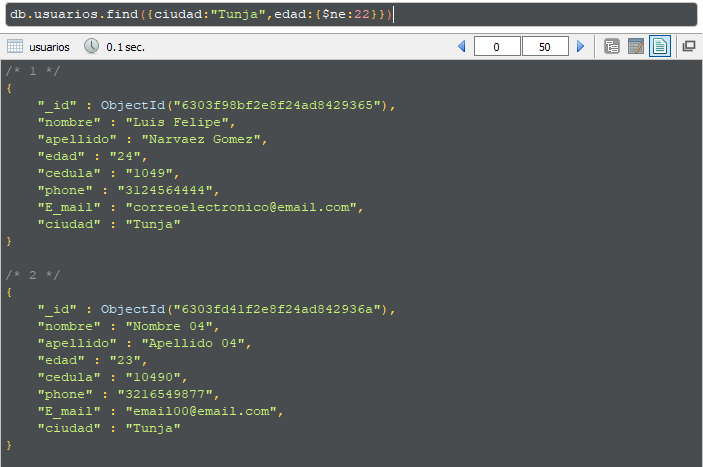 db.usuarios.find({ciudad:"Tunja",edad:{$ne:22}})
usuarios 0.1 sec. 0 50
/* 1 */
{
    "_id" : ObjectId("6303f98bf2e8f24ad8429365"),
    "nombre" : "Luis Felipe",
    "apellido" : "Narvaez Gomez",
    "edad" : "24",
    "cedula" : "1049",
    "phone" : "3124564444",
    "E_mail" : "correoelectronico@email.com",
    "ciudad" : "Tunja"
}
/* 2 */
{
    "_id" : ObjectId("6303fd41f2e8f24ad842936a"),
    "nombre" : "Nombre 04",
    "apellido" : "Apellido 04",
    "edad" : "23",
    "cedula" : "10490",
    "phone" : "3216549877",
    "E_mail" : "email00@email.com",
    "ciudad" : "Tunja"
}